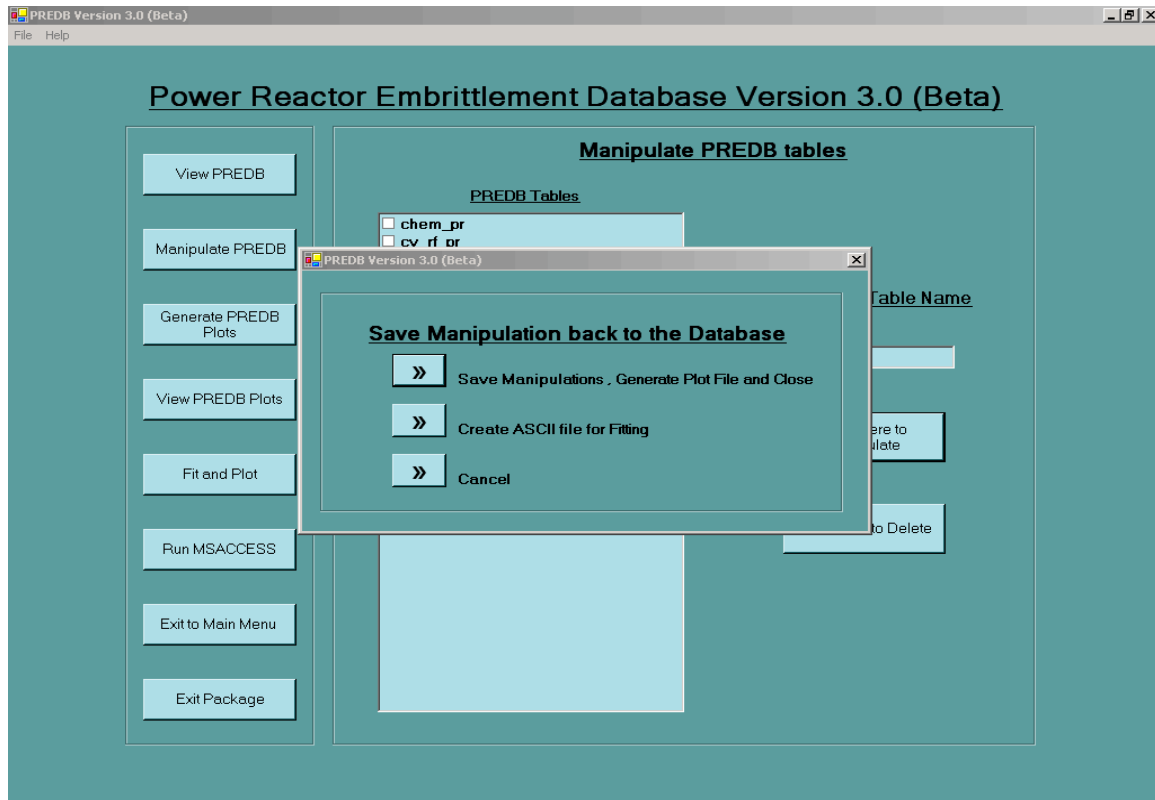 PREDB Version 3.0 (Beta)
File Help
Power Reactor Embrittlement Database Version 3.0 (Beta)
View PREDB
Manipulate PREDB
Generate PREDB
Plots
View PREDB Plots
Fit and Plot
Run MSACCESS
Exit to Main Menu
Exit Package
Manipulate PREDB tables
PREDB Tables
chem_pr
cv_rf_pr
Table Name
to Delete
PREDB Version 3.0 (Beta)
Save Manipulation back to the Database
» Save Manipulations , Generate Plot File and Close
» Create ASCII file for Fitting
» Cancel